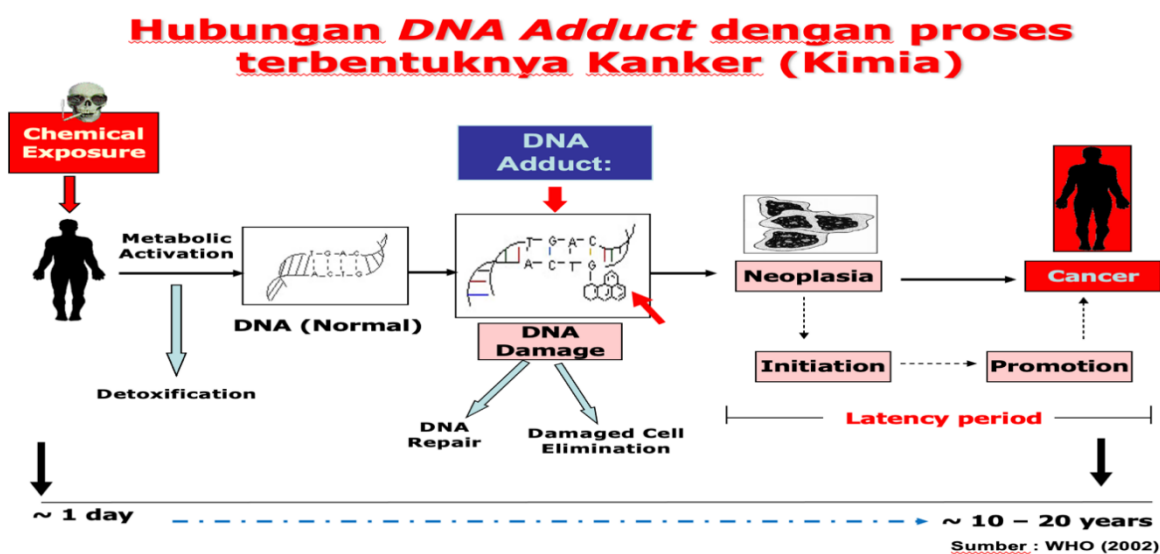 Hubungan DNA Adduct dengan proses
terbentuknya Kanker (Kimia)
Chemical
Exposure
DNA
Adduct:
Metabolic
Activation
T-G-A-C
A-C-T-G
DNA (Normal)
DNA
Damage
Detoxification
DNA
Repair
Damaged Cell
Elimination
Neoplasia
Cancer
Initiation
Promotion
Latency period
~ 1 day
~ 10 – 20 years
Sumber : WHO (2002)